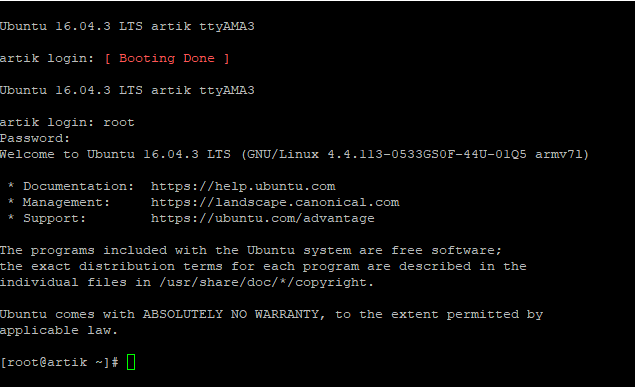 Ubuntu 16.04.3 LTS artik ttyAMA3
artik login: [ Booting Done ]
Ubuntu 16.04.3 LTS artik ttyAMA3
artik login: root
Password:
Welcome to Ubuntu 16.04.3 LTS (GNU/Linux 4.4.113-0533GS0F-44U-01Q5 armv7l)
* Documentation:  https://help.ubuntu.com
* Management:     https://landscape.canonical.com
* Support:        https://ubuntu.com/advantage
The programs included with the Ubuntu system are free software;
the exact distribution terms for each program are described in the
individual files in /usr/share/doc/*/copyright.
Ubuntu comes with ABSOLUTELY NO WARRANTY, to the extent permitted by
applicable law.
[root@artik ~]#